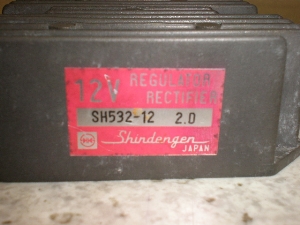 12V REGULATOR
RECTIFIER
SH532-12 2.0
Shindengen
JAPAN